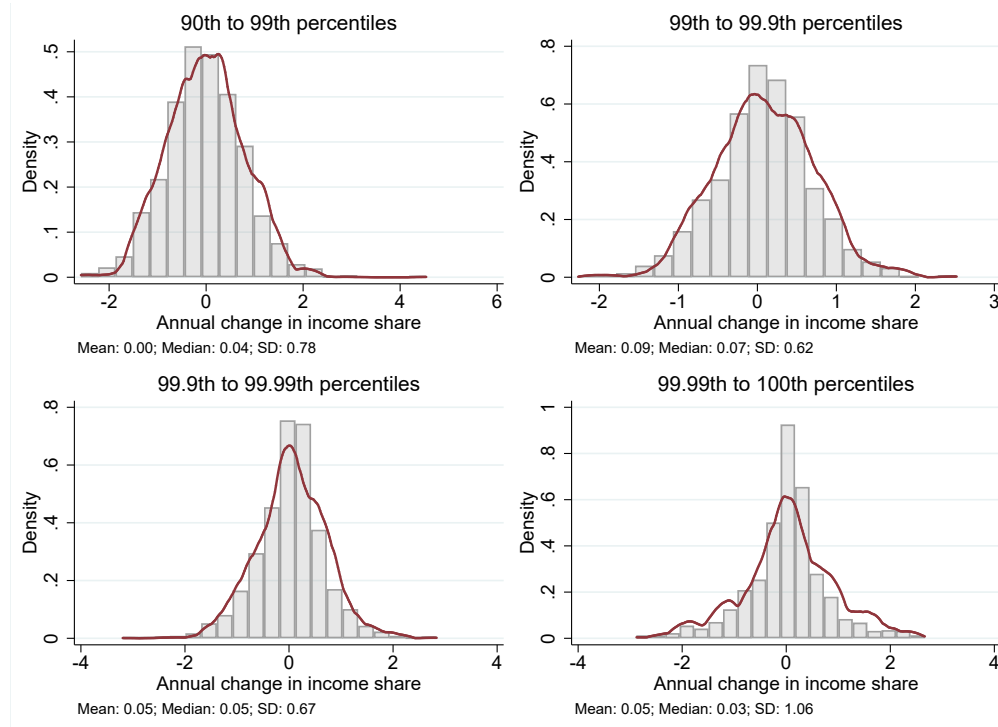 90th to 99th percentiles
Density
0 .1 .2 .3 .4 .5
-2 0 2 4 6
Annual change in income share
Mean: 0.00; Median: 0.04; SD: 0.78
99th to 99.9th percentiles
Density
0 .2 .4 .6 .8
-2 -1 0 1 2 3
Annual change in income share
Mean: 0.09; Median: 0.07; SD: 0.62
99.9th to 99.99th percentiles
Density
0 .2 .4 .6 .8
-4 -2 0 2 4
Annual change in income share
Mean: 0.05; Median: 0.05; SD: 0.67
99.99th to 100th percentiles
Density
0 .2 .4 .6 .8 1
-4 -2 0 2 4
Annual change in income share
Mean: 0.05; Median: 0.03; SD: 1.06